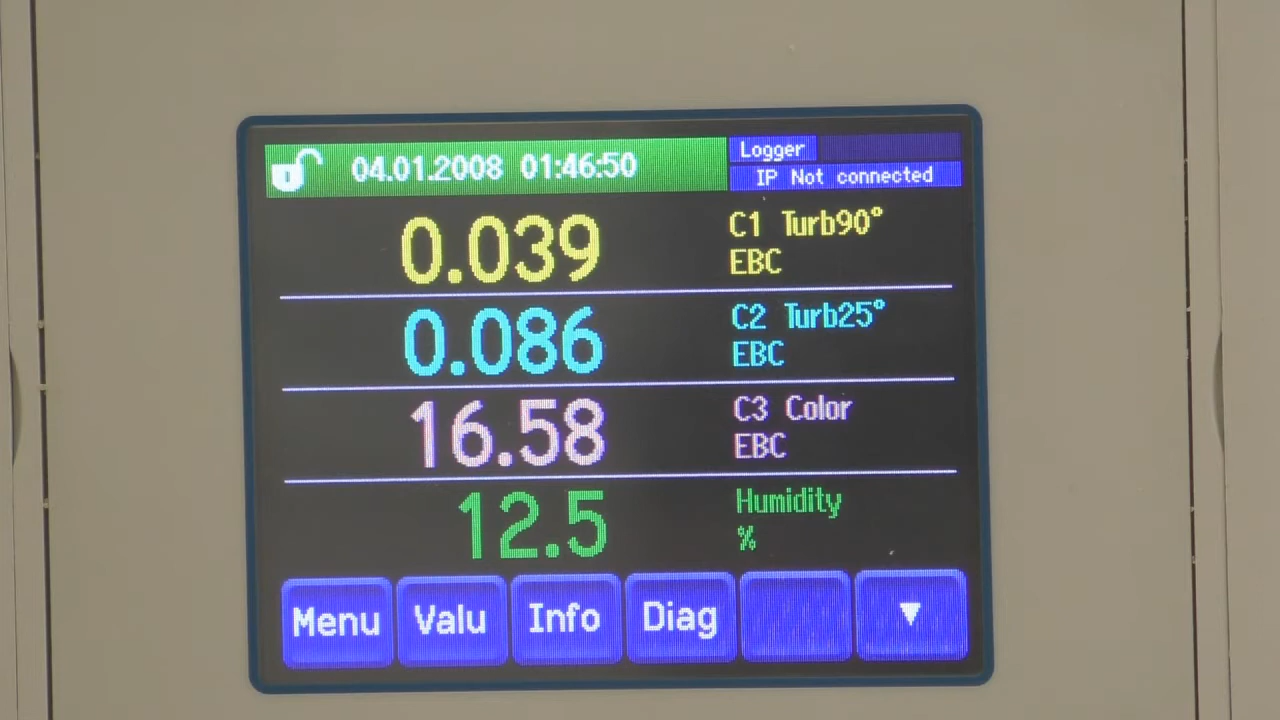 04.01.2008 01:46:50
Logger
IP Not connected
0.039
C1 Turb90°
EBC
0.086
C2 Turb25°
EBC
16.58
C3 Color
EBC
12.5
Humidity
%
Menu Valu Info Diag ▼